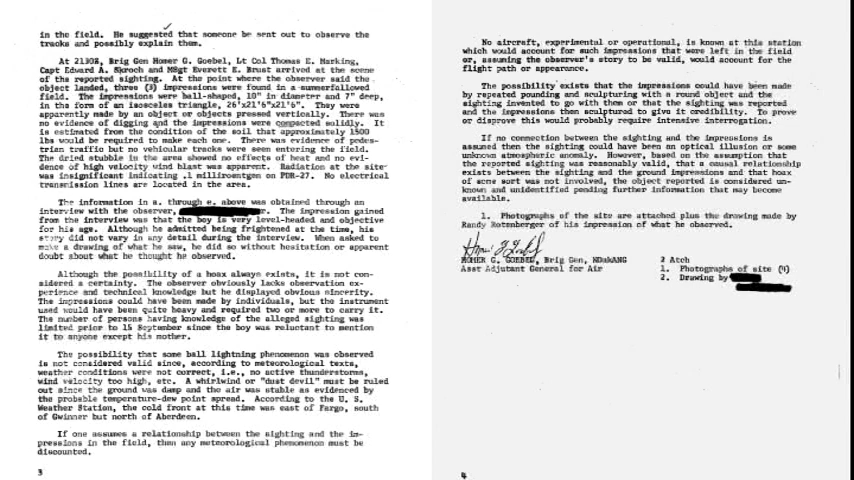 in the field. He suggested that someone be sent out to observe the
tracks and possibly explain them.
At 2130Z, Brig Gen Homer G. Goebel, Lt Col Thomas E. Marking,
Capt Edward A. Skroch and MSgt Everett E. Brust arrived at the scene
of the reported sighting. At the point where the observer said the
object landed, three (3) impressions were found in a summerfollowed
field. The impressions were ball-shaped, 10" in diameter and 7" deep,
in the form of an isosceles triangle, 26'x21'6"x21'6". They were
apparently made by an object or objects pressed vertically. There was
no evidence of digging and the impressions were compacted solidly. It
is estimated from the condition of the soil that approximately 1500
lbs would be required to make each one. There was evidence of pedes-
trian traffic but no vehicular tracks were seen entering the field.
The dried stubble in the area showed no effects of heat and no evi-
dence of high velocity wind blast was apparent. Radiation at the site
was insignificant indicating .1 milliroentgen on PDR-27. No electrical
transmission lines are located in the area.
The information in a. through e. above was obtained through an
interview with the observer, r. The impression gained
from the interview was that the boy is very level-headed and objective
for his age. Although he admitted being frightened at the time, his
story did not vary in any detail during the interview. When asked to
make a drawing of what he saw, he did so without hesitation or apparent
doubt about what he thought he observed.
Although the possibility of a hoax always exists, it is not con-
sidered a certainty. The observer obviously lacks observation ex-
perience and technical knowledge but he displayed obvious sincerity.
The impressions could have been made by individuals, but the instrument
used would have been quite heavy and required two or more to carry it.
The number of persons having knowledge of the alleged sighting was
limited prior to 15 September since the boy was reluctant to mention
it to anyone except his mother.
The possibility that some ball lightning phenomenon was observed
is not considered valid since, according to meteorological texts,
weather conditions were not correct, i.e., no active thunderstorms,
wind velocity too high, etc. A whirlwind or "dust devil" must be ruled
out since the ground was damp and the air was stable as evidenced by
the probable temperature-dew point spread. According to the U. S.
Weather Station, the cold front at this time was east of Fargo, south
of Gwinner but north of Aberdeen.
If one assumes a relationship between the sighting and the im-
pressions in the field, then any meteorological phenomenon must be
discounted.
3
No aircraft, experimental or operational, is known at this station
which would account for such impressions that were left in the field
or, assuming the observer's story to be valid, would account for the
flight path or appearance.
The possibility exists that the impressions could have been made
by repeated pounding and sculpturing with a round object and the
sighting invented to go with them or that the sighting was reported
and the impressions then sculptured to give it credibility. To prove
or disprove this would probably require intensive interrogation.
If no connection between the sighting and the impressions is
assumed then the sighting could have been an optical illusion or some
unknown atmospheric anomaly. However, based on the assumption that
the reported sighting was reasonably valid, that a causal relationship
exists between the sighting and the ground impressions and that hoax
of some sort was not involved, the object reported is considered un-
known and unidentified pending further information that may become
available.
1. Photographs of the site are attached plus the drawing made by
Randy Rotenberger of his impression of what he observed.
HOMER G. GOEBEL, Brig Gen, NDakANG
Asst Adjutant General for Air
2 Atch
1. Photographs of site (4)
2. Drawing by
4